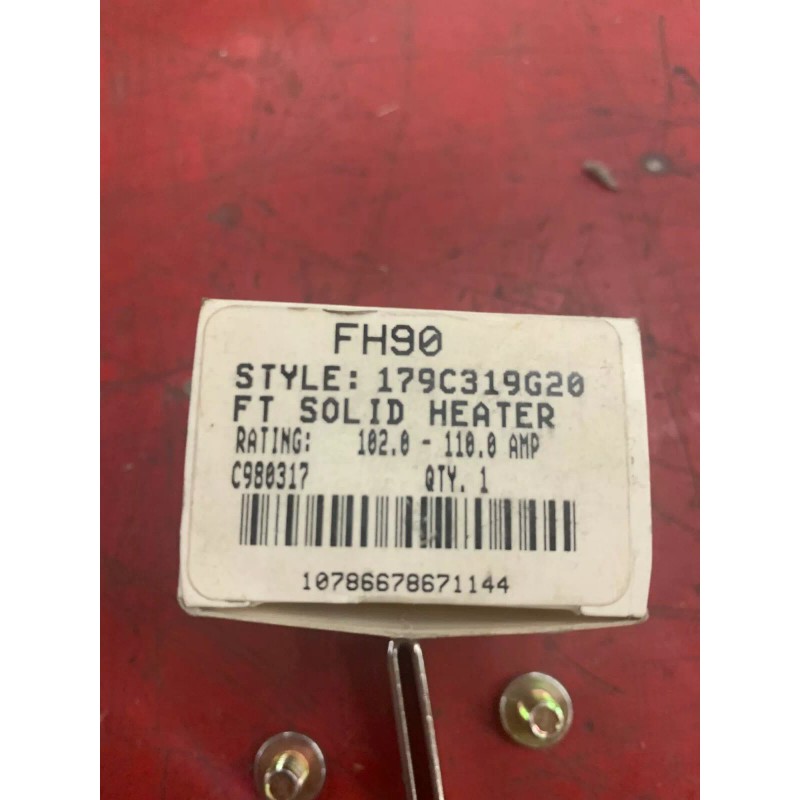 FH90
STYLE: 179C319G20
FT SOLID HEATER
RATING: 102.0 - 110.0 AMP
C980317 QTY. 1
10786678671144